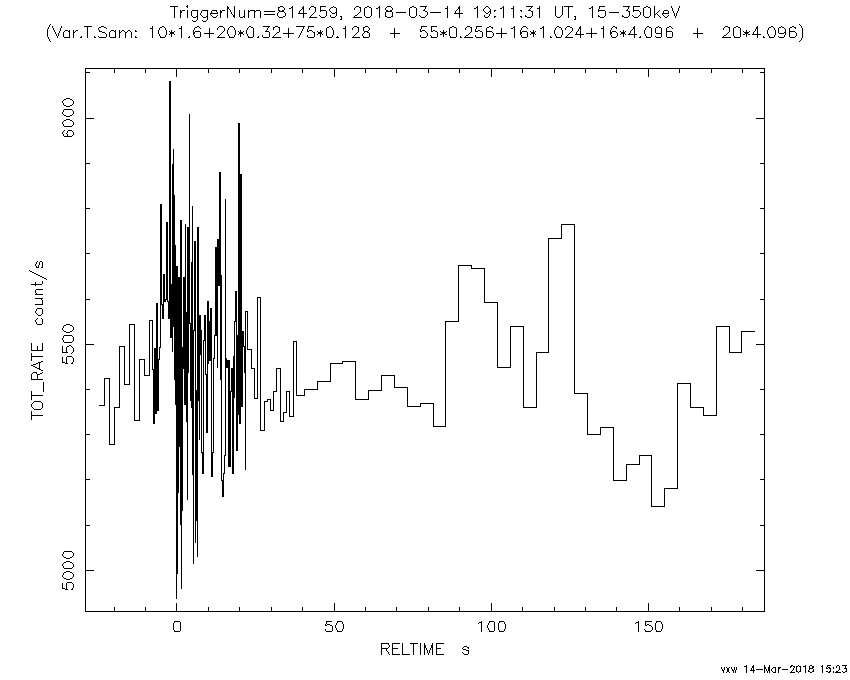 TriggerNum=814259, 2018-03-14 19:11:31 UT, 15-350keV
(Var.T.Sam: 10*1.6+20*0.32+75*0.128 + 55*0.256+16*1.024+16*4.096 + 20*4.096)
6000
5500
5000
TOT_RATE count/s
0 50 100 150
RELTIME s
vxw 14-Mar-2018 15:23